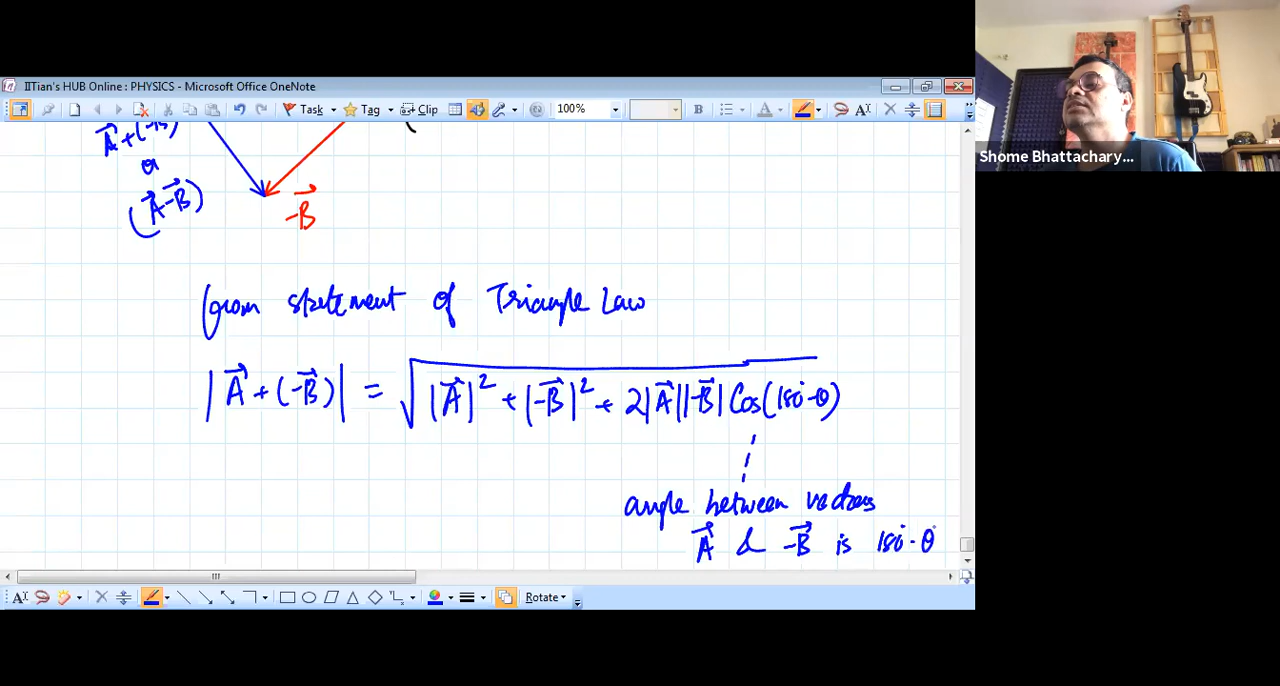 IITian's HUB Online : PHYSICS - Microsoft Office OneNote
Task Tag Clip 100% B A
Shome Bhattachary...
A⃗+(-B⃗)
(A⃗-B⃗)
-B⃗
from statement of Triangle Law
|A⃗+(-B⃗)| = √|A⃗|²+|-B⃗|²+2|A⃗||-B⃗|Cos(180°-θ)
angle between vectors
A⃗ & -B⃗ is 180°-θ
Rotate